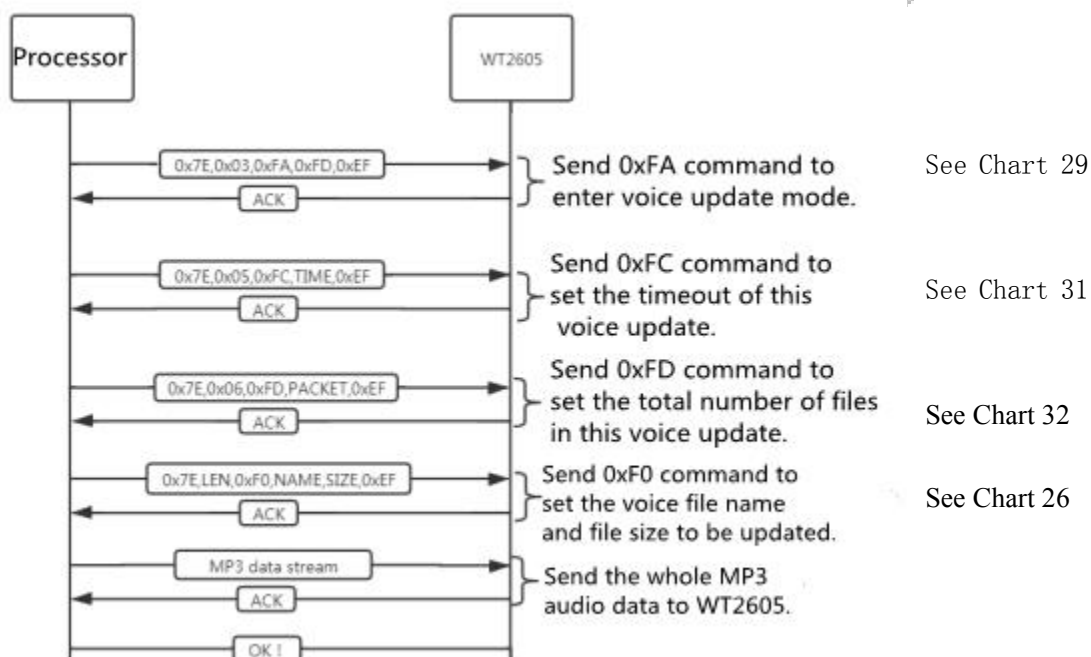 Processor
WT2605
0x7E,0x03,0xFA,0xFD,0xEF
ACK
Send 0xFA command to
enter voice update mode.
See Chart 29
0x7E,0x05,0xFC,TIME,0xEF
ACK
Send 0xFC command to
set the timeout of this
voice update.
See Chart 31
0x7E,0x06,0xFD,PACKET,0xEF
ACK
Send 0xFD command to
set the total number of files
in this voice update.
See Chart 32
0x7E,LEN,0xF0,NAME,SIZE,0xEF
ACK
Send 0xF0 command to
set the voice file name
and file size to be updated.
See Chart 26
MP3 data stream
ACK
Send the whole MP3
audio data to WT2605.
OK !